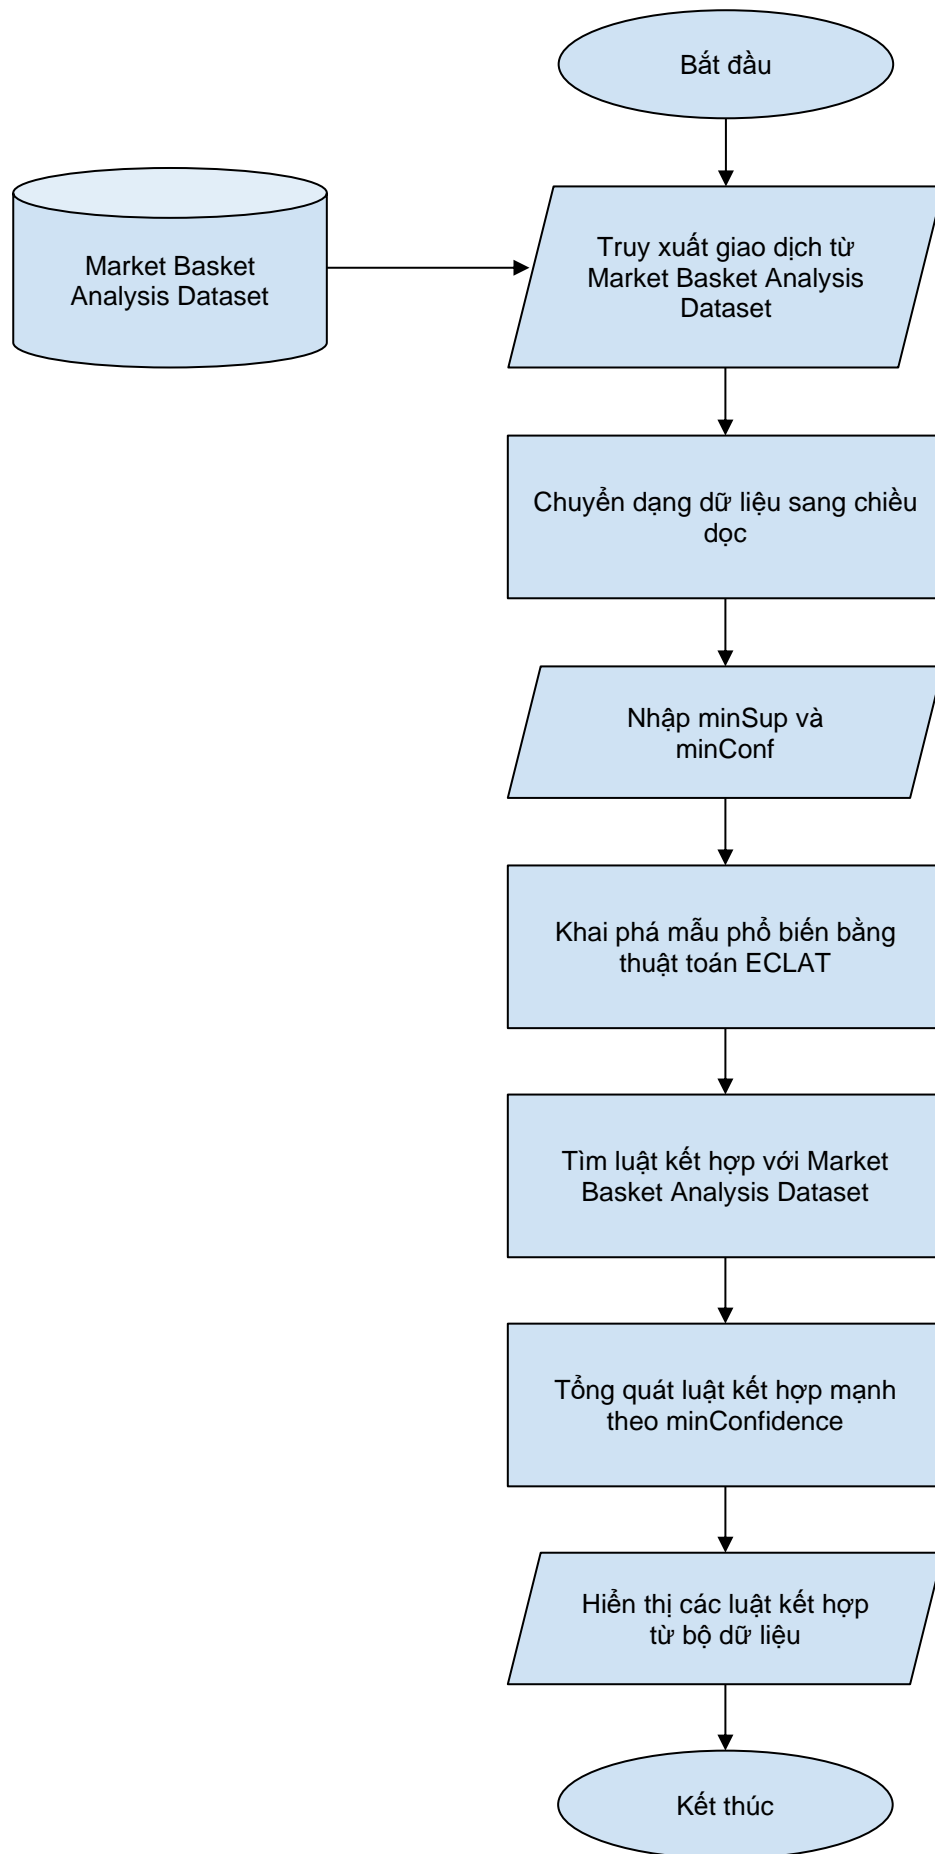 Bắt đầu
Market Basket
Analysis Dataset
Truy xuất giao dịch từ
Market Basket Analysis
Dataset
Chuyển dạng dữ liệu sang chiều
dọc
Nhập minSup và
minConf
Khai phá mẫu phổ biến bằng
thuật toán ECLAT
Tìm luật kết hợp với Market
Basket Analysis Dataset
Tổng quát luật kết hợp mạnh
theo minConfidence
Hiển thị các luật kết hợp
từ bộ dữ liệu
Kết thúc